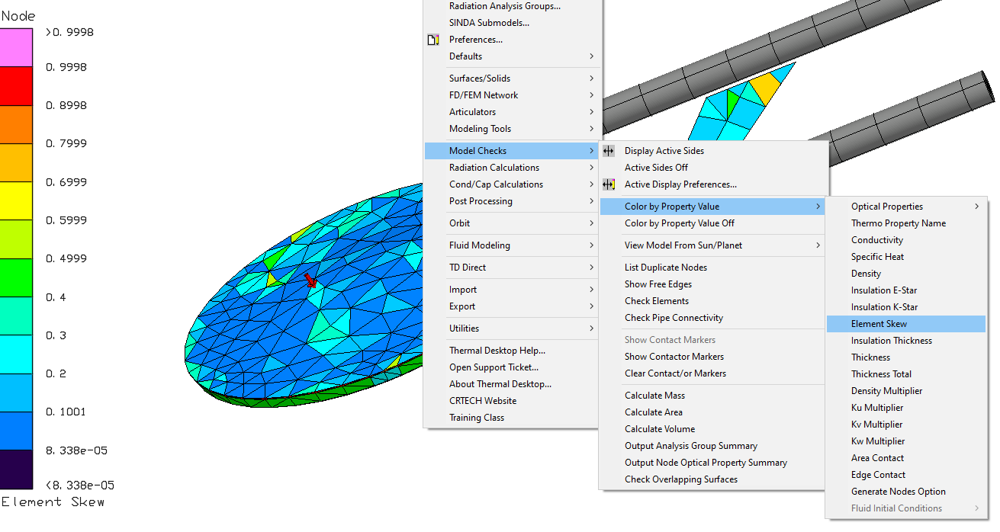 Node
>0.9998
0.9998
0.8998
0.7999
0.6999
0.5999
0.4999
0.4
0.3
0.2
0.1001
8.338e-05
<8.338e-05
Element Skew
Radiation Analysis Groups...
SINDA Submodels...
Preferences...
Defaults
Surfaces/Solids
FD/FEM Network
Articulators
Modeling Tools
Model Checks
Radiation Calculations
Cond/Cap Calculations
Post Processing
Orbit
Fluid Modeling
TD Direct
Import
Export
Utilities
Thermal Desktop Help...
Open Support Ticket...
About Thermal Desktop...
CRTECH Website
Training Class
Display Active Sides
Active Sides Off
Active Display Preferences...
Color by Property Value
Color by Property Value Off
View Model From Sun/Planet
List Duplicate Nodes
Show Free Edges
Check Elements
Check Pipe Connectivity
Show Contact Markers
Show Contactor Markers
Clear Contact/or Markers
Calculate Mass
Calculate Area
Calculate Volume
Output Analysis Group Summary
Output Node Optical Property Summary
Check Overlapping Surfaces
Optical Properties
Thermo Property Name
Conductivity
Specific Heat
Density
Insulation E-Star
Insulation K-Star
Element Skew
Insulation Thickness
Thickness
Thickness Total
Density Multiplier
Ku Multiplier
Kv Multiplier
Kw Multiplier
Area Contact
Edge Contact
Generate Nodes Option
Fluid Initial Conditions